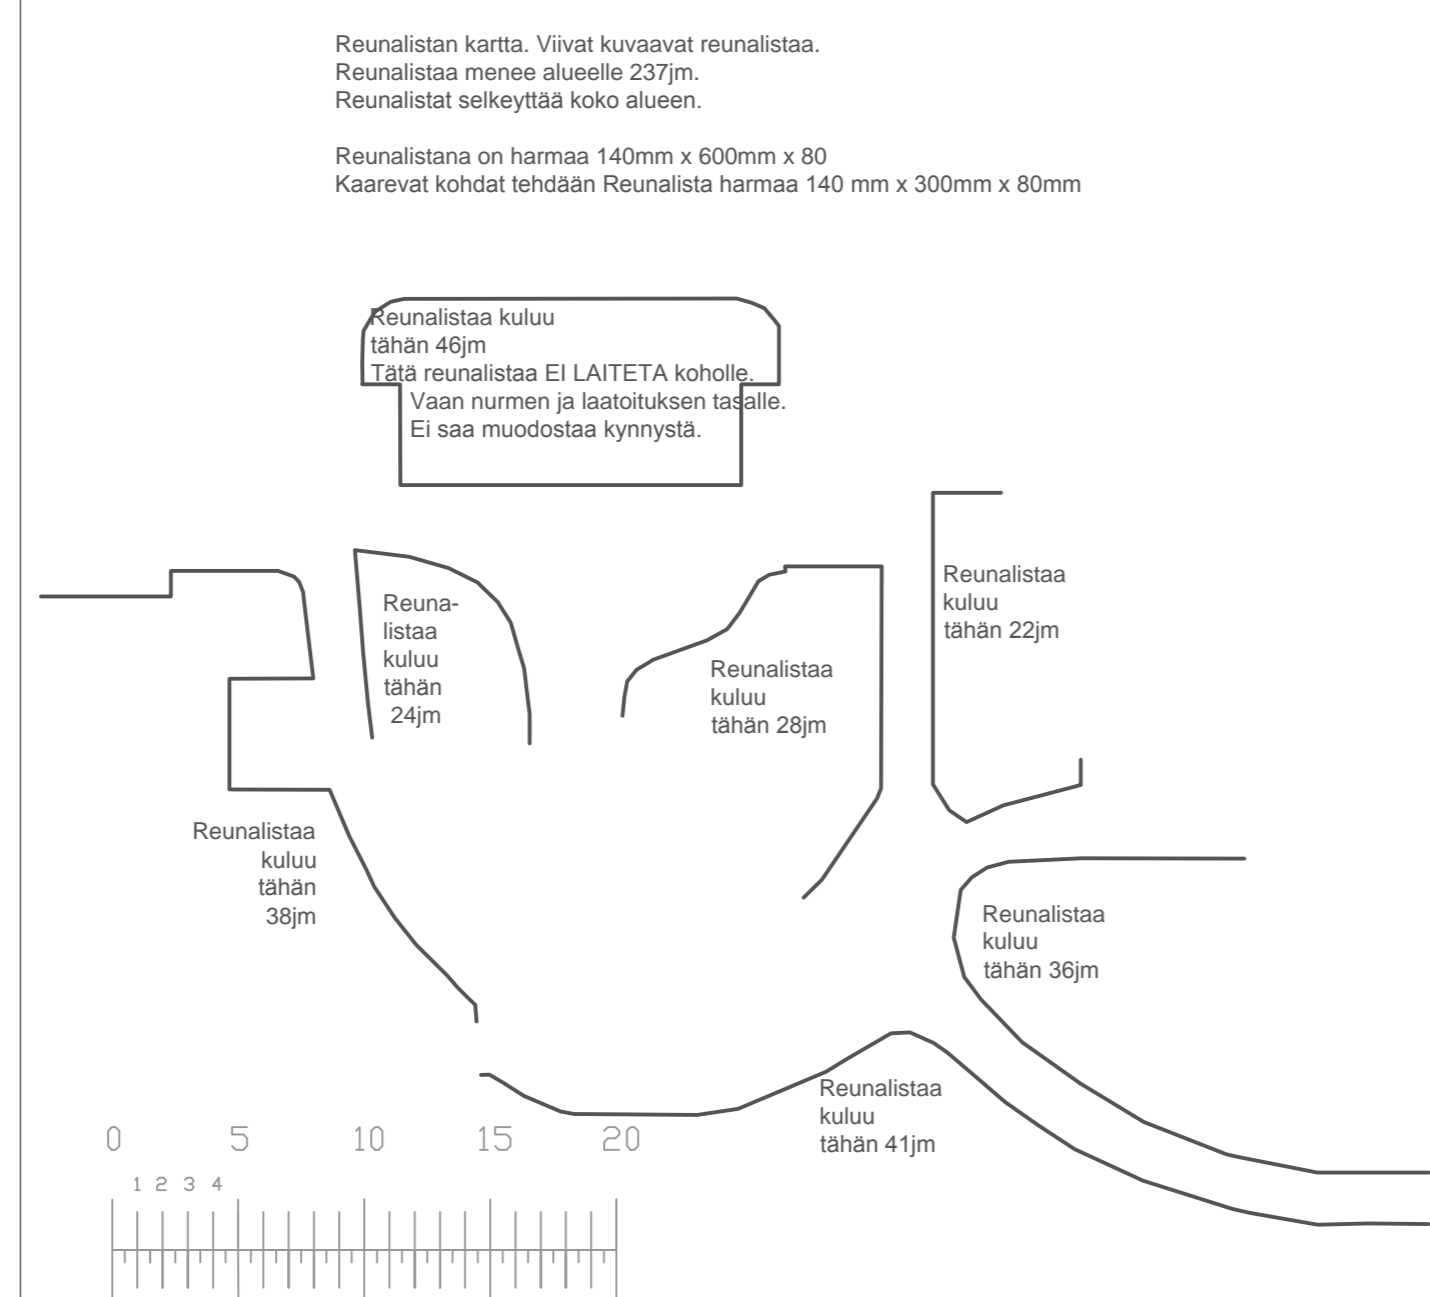 Reunalistan kartta. Viivat kuvaavat reunalistaa.
Reunalistaa menee alueelle 237jm.
Reunalistat selkeyttää koko alueen.
Reunalistana on harmaa 140mm x 600mm x 80
Kaarevat kohdat tehdään Reunalista harmaa 140 mm x 300mm x 80mm
Reunalistaa kuluu
tähän 46jm
Tätä reunalistaa EI LAITETA koholle.
Vaan nurmen ja laatoituksen tasalle.
Ei saa muodostaa kynnystä.
Reunalistaa
kuluu
tähän 22jm
Reuna-
listaa
kuluu
tähän
24jm
Reunalistaa
kuluu
tähän 28jm
Reunalistaa
kuluu
tähän
38jm
Reunalistaa
kuluu
tähän 36jm
Reunalistaa
kuluu
tähän 41jm
0 5 10 15 20
1 2 3 4